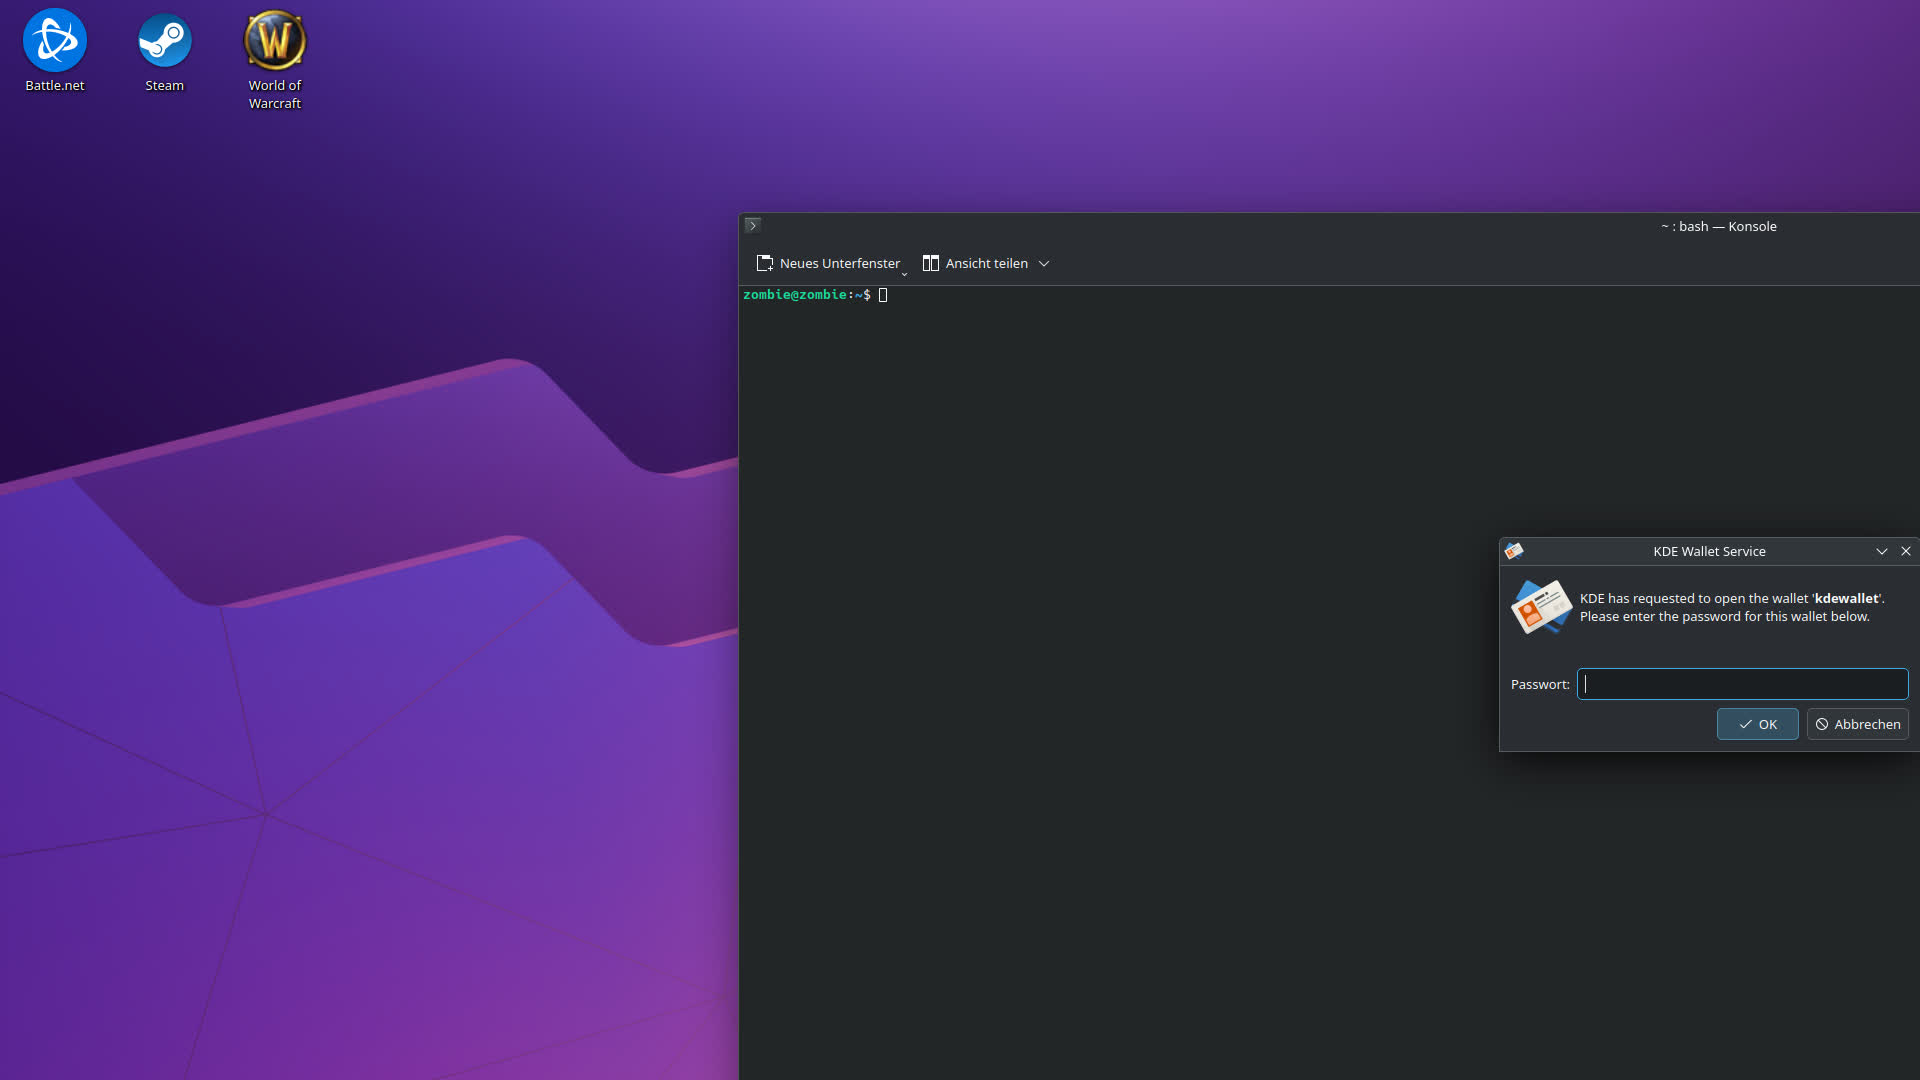 Battle.net
Steam
World of
Warcraft
~ : bash — Konsole
Neues Unterfenster
Ansicht teilen
zombie@zombie:~$
KDE Wallet Service
KDE has requested to open the wallet 'kdewallet'.
Please enter the password for this wallet below.
Passwort:
OK
Abbrechen